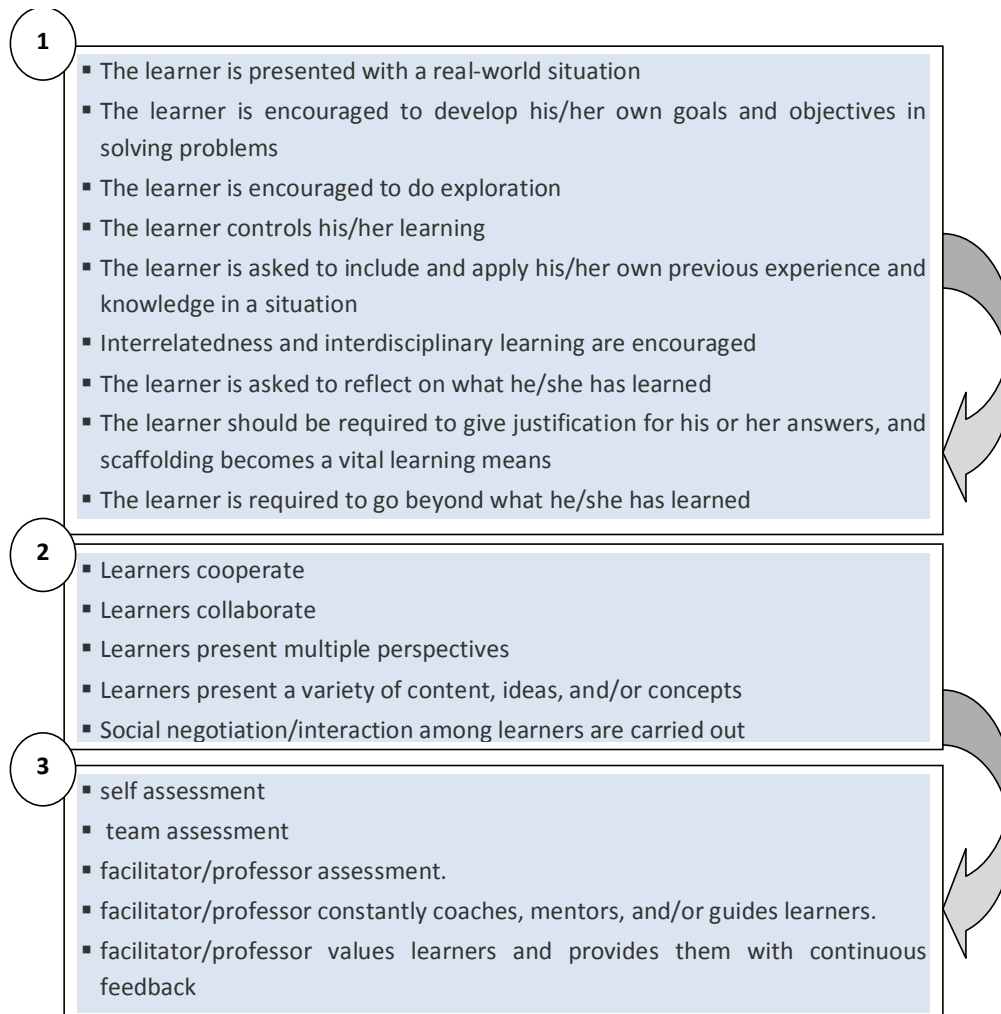 1
▪ The learner is presented with a real-world situation
▪ The learner is encouraged to develop his/her own goals and objectives in
solving problems
▪ The learner is encouraged to do exploration
▪ The learner controls his/her learning
▪ The learner is asked to include and apply his/her own previous experience and
knowledge in a situation
▪ Interrelatedness and interdisciplinary learning are encouraged
▪ The learner is asked to reflect on what he/she has learned
▪ The learner should be required to give justification for his or her answers, and
scaffolding becomes a vital learning means
▪ The learner is required to go beyond what he/she has learned
2
▪ Learners cooperate
▪ Learners collaborate
▪ Learners present multiple perspectives
▪ Learners present a variety of content, ideas, and/or concepts
▪ Social negotiation/interaction among learners are carried out
3
▪ self assessment
▪ team assessment
▪ facilitator/professor assessment.
▪ facilitator/professor constantly coaches, mentors, and/or guides learners.
▪ facilitator/professor values learners and provides them with continuous
feedback